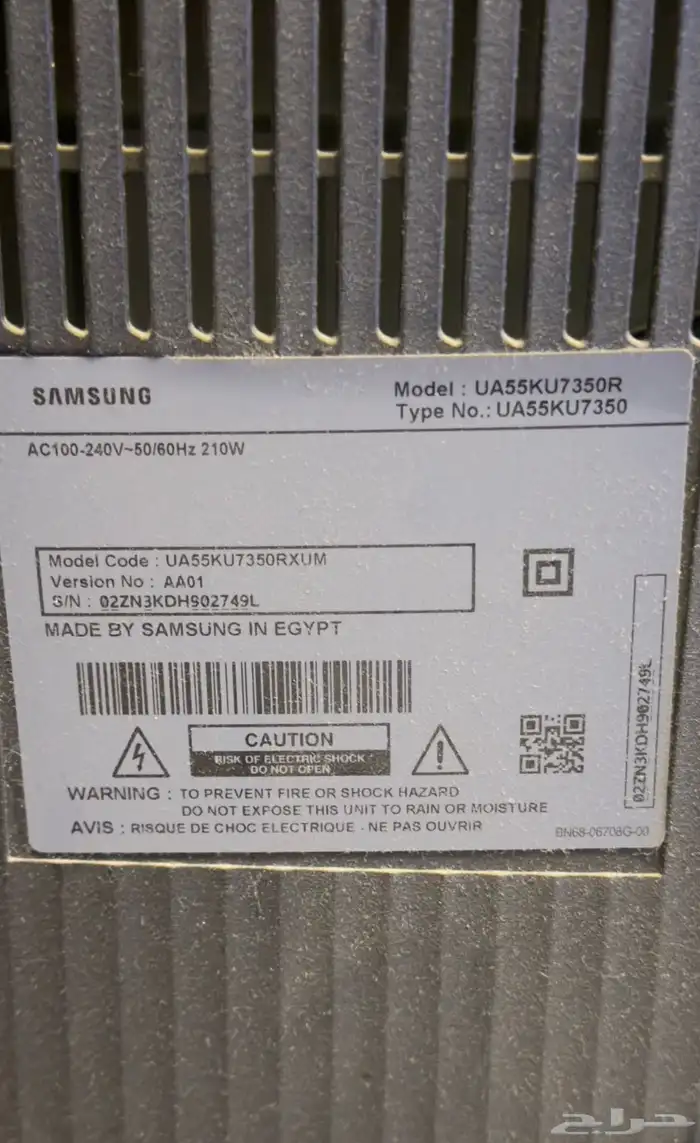 SAMSUNG
Model : UA55KU7350R
Type No.: UA55KU7350
AC100-240V~50/60Hz 210W
Model Code : UA55KU7350RXUM
Version No : AA01
S/N : 02ZN3KDH902749L
MADE BY SAMSUNG IN EGYPT
CAUTION
RISK OF ELECTRIC SHOCK
DO NOT OPEN
WARNING : TO PREVENT FIRE OR SHOCK HAZARD
DO NOT EXPOSE THIS UNIT TO RAIN OR MOISTURE
AVIS : RISQUE DE CHOC ELECTRIQUE - NE PAS OUVRIR
BN68-06708G-00
02ZN3KDH902749L
حراج